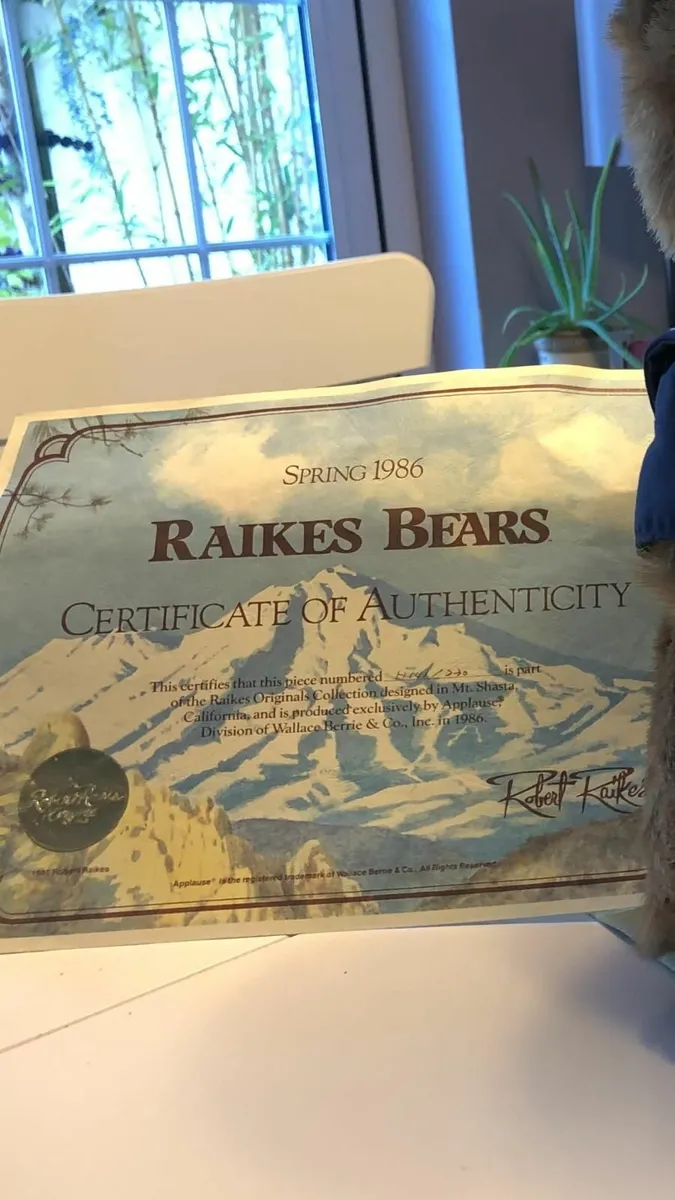 SPRING 1986
RAIKES BEARS
CERTIFICATE OF AUTHENTICITY
This certifies that this piece numbered is part
of the Raikes Originals Collection designed in Mt. Shasta,
California, and is produced exclusively by Applause,
Division of Wallace Berrie & Co., Inc. in 1986.
Robert Raikes
Robert Raikes
Applause® is the registered trademark of Wallace Berrie & Co., All Rights Reserved